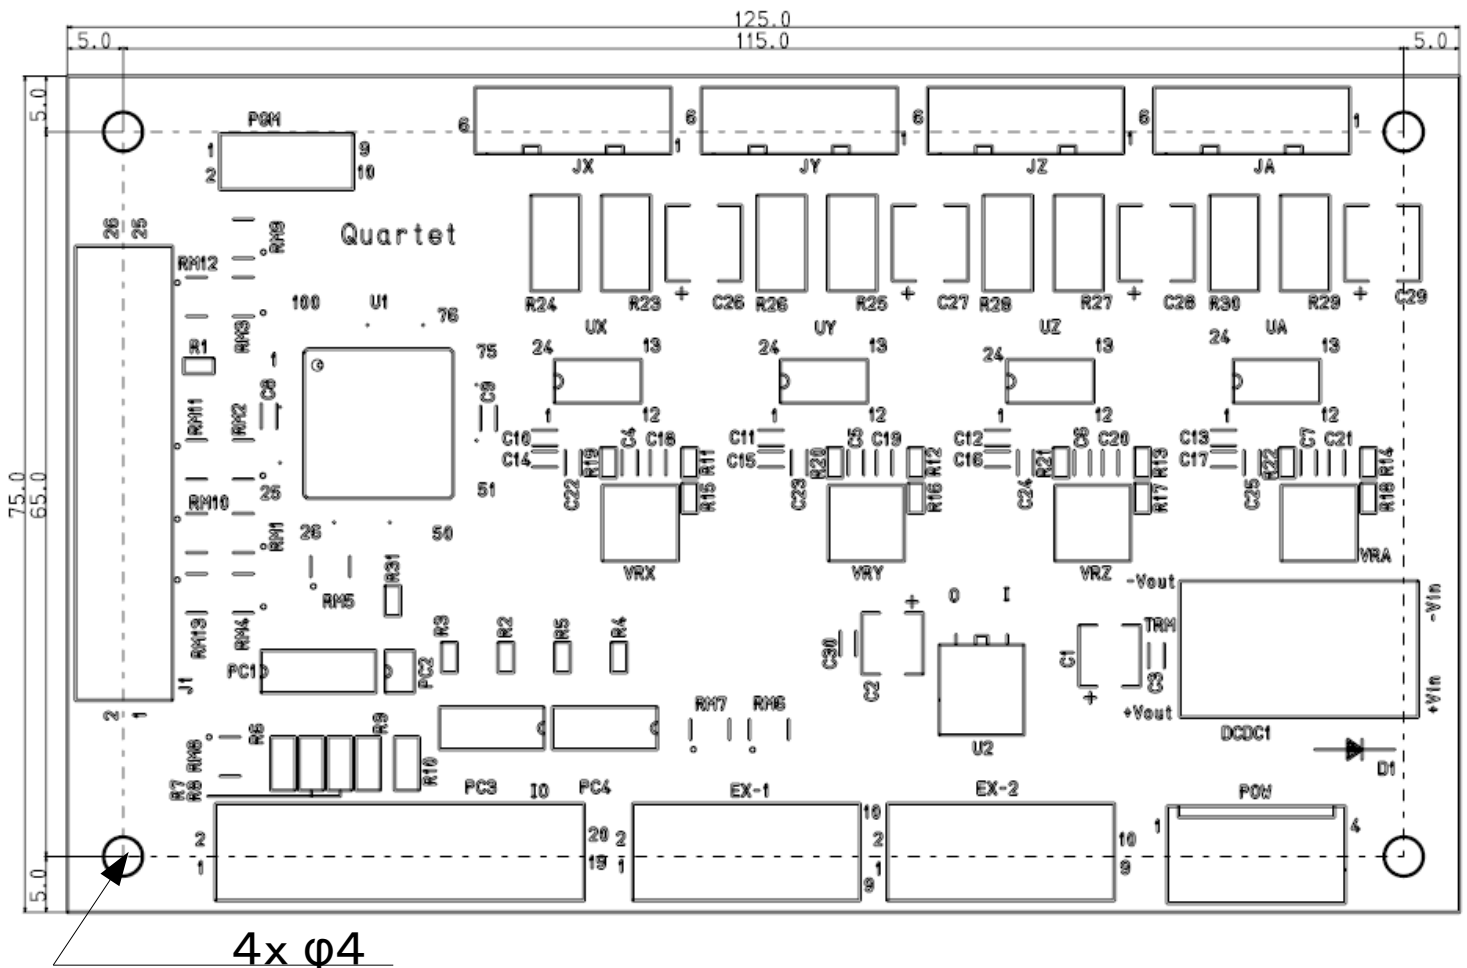 125.0
5.0 115.0 5.0
5.0
PGM
1 9
2 10
6 1 6 1 6 1 6 1
JX JY JZ JA
26 25
RM9
Quartet
RM12
R24 R23 + C26 R26 R25 + C27 R28 R27 + C28 R30 R29 + C29
100 U1 76
UX UY UZ UA
RM3
R1 1 75
24 13 24 13 24 13 24 13
C8 C9
RM11 RM2
1 12 1 12 1 12 1 12
C10 C4 C18 C11 C5 C19 C12 C6 C20 C13 C7 C21
C14 R19 R11 C15 R20 R12 C16 R21 R13 C17 R22 R14
C22 R15 C23 R16 C24 R17 C25 R18
25 51
RM10
75.0
65.0
26 50
RM1
VRX VRY VRZ VRA
R31
RM5
-Vout -Vin
O I
RM13 RM4
R3 R2 R5 R4
+
C30 C2
C1 TRM C3
+
PC1 PC2
J1
2 1
RM7 RM6
+Vout +Vin
U2 DCDC1
R6 R9
RM8
R7 R8
R10
D1
PC3 IO PC4 EX-1 EX-2 POW
2 20 2 10 2 10 1 4
1 19 1 9 1 9
5.0
4x φ4